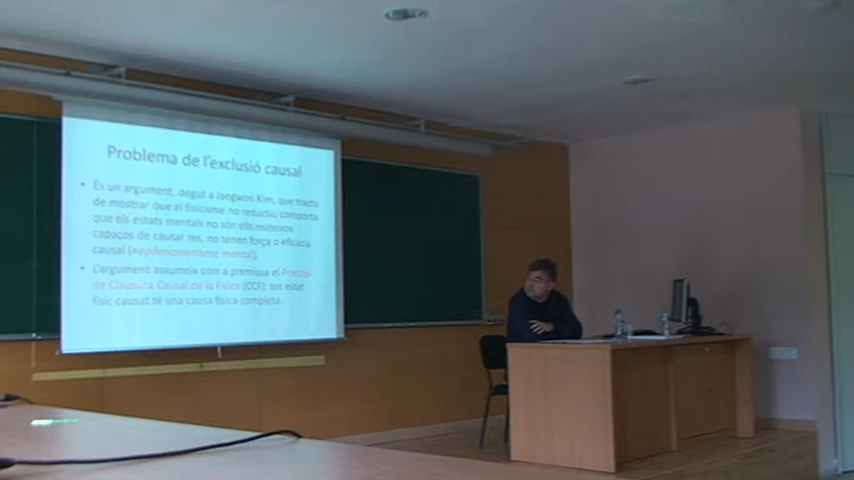 Problema de l'exclusió causal
• És un argument, degut a Jaegwon Kim, que tracta
de mostrar que el fisicisme no reductiu comporta
que els estats mentals no són ells mateixos
capaços de causar res, no tenen força o eficàcia
causal (=epifenomenisme mental).
• L'argument assumeix com a premissa el Principi
de Clausura Causal de la Física (CCF): tot estat
físic causat té una causa física completa.